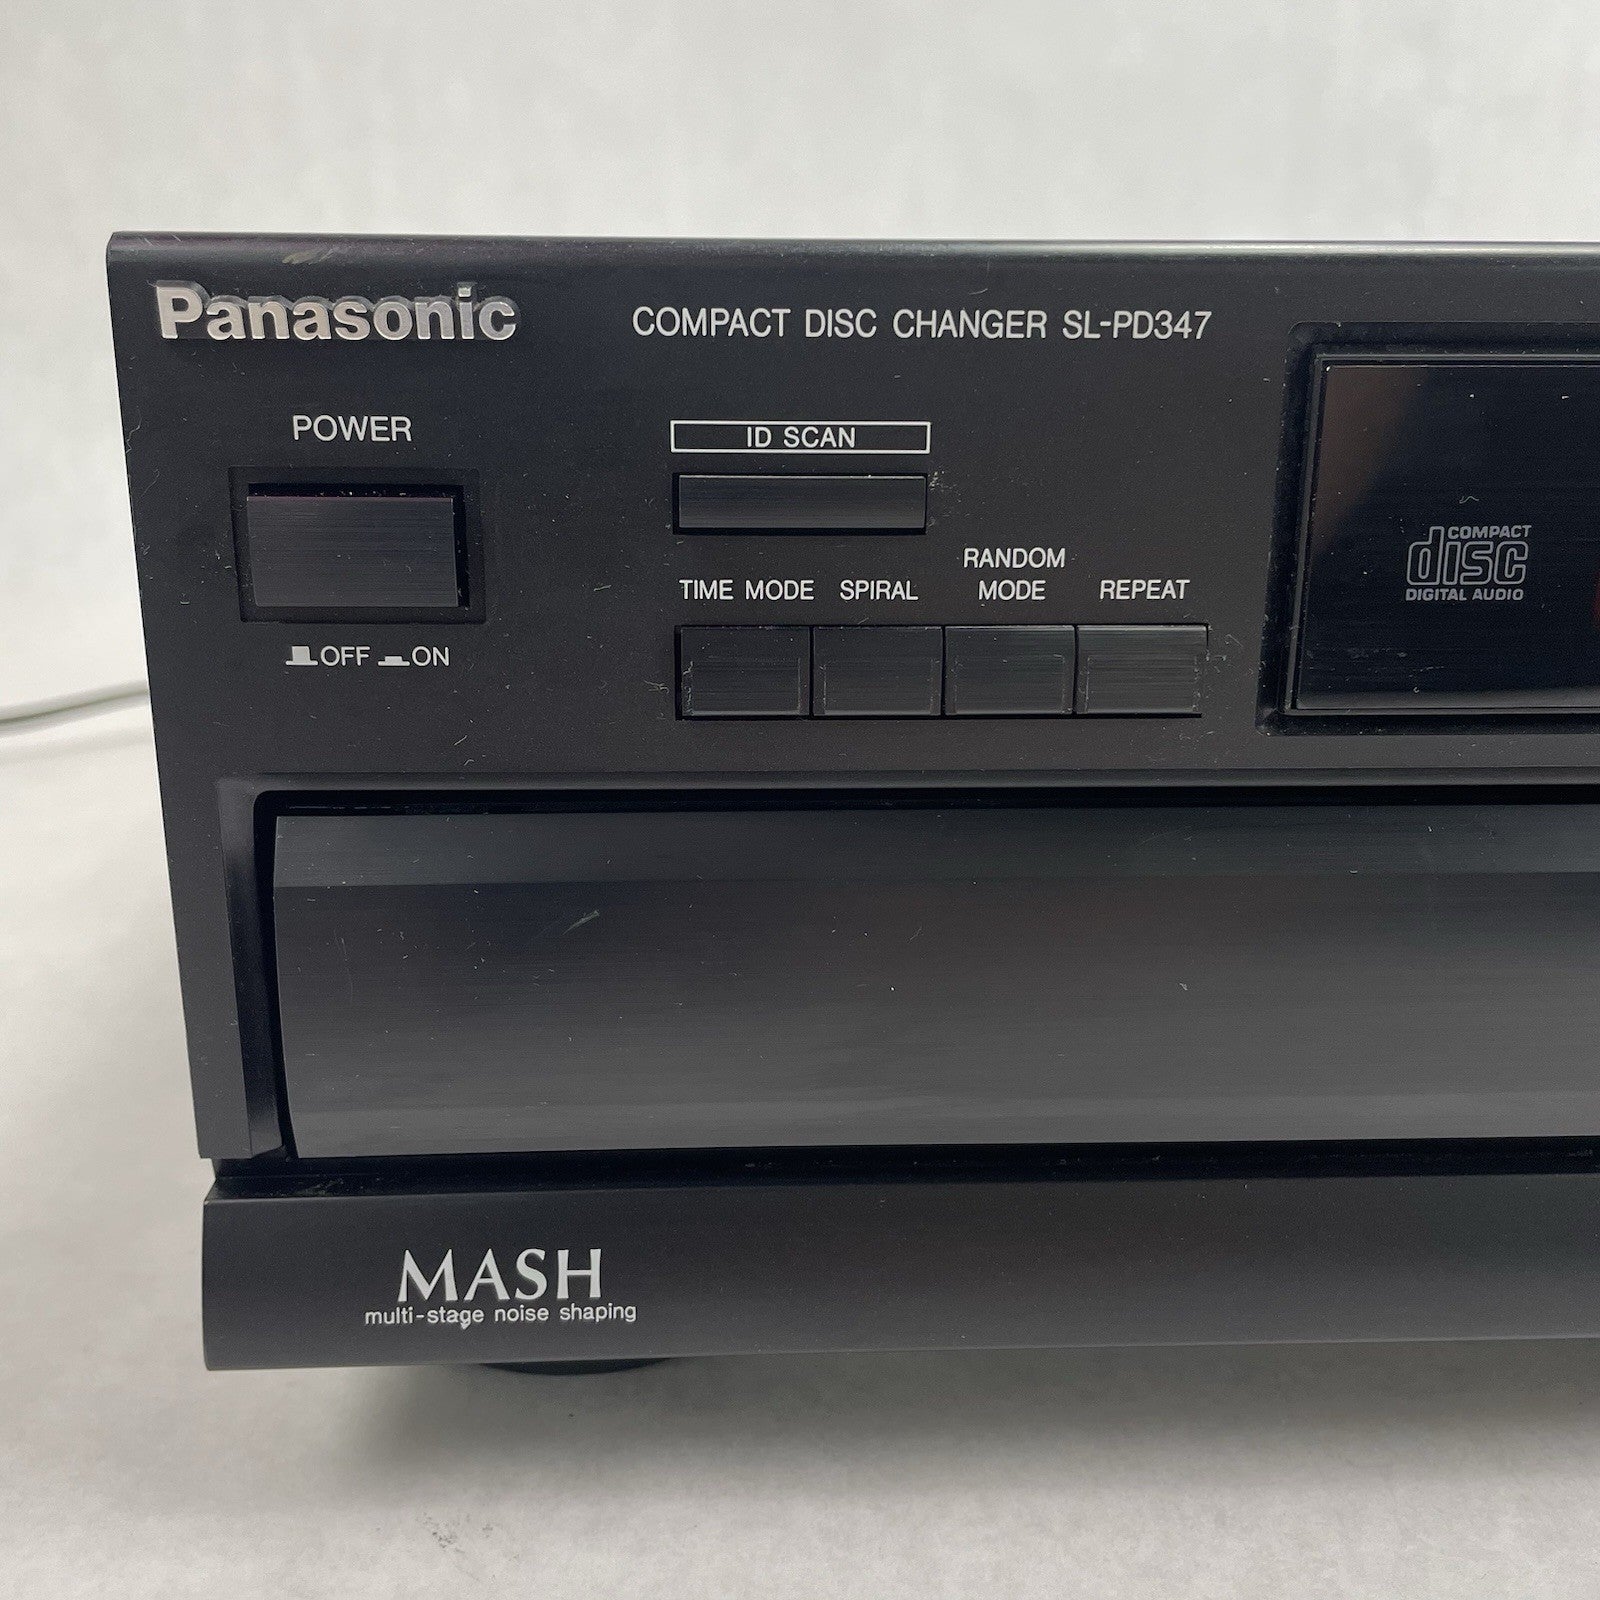 Panasonic
COMPACT DISC CHANGER SL-PD347
POWER
OFF ON
ID SCAN
TIME MODE SPIRAL RANDOM MODE REPEAT
COMPACT
disc
DIGITAL AUDIO
MASH
multi-stage noise shaping